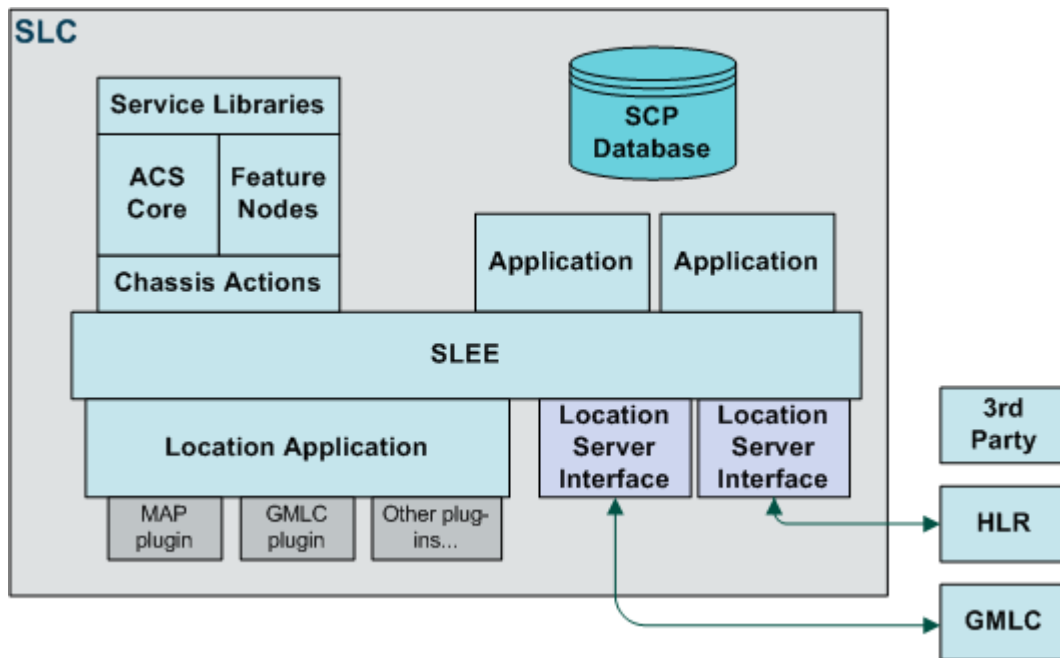 SLC
Service Libraries
ACS
Core
Feature
Nodes
Chassis Actions
SCP
Database
Application
Application
SLEE
Location Application
Location
Server
Interface
Location
Server
Interface
MAP
plugin
GMLC
plugin
Other plug-
ins...
3rd
Party
HLR
GMLC